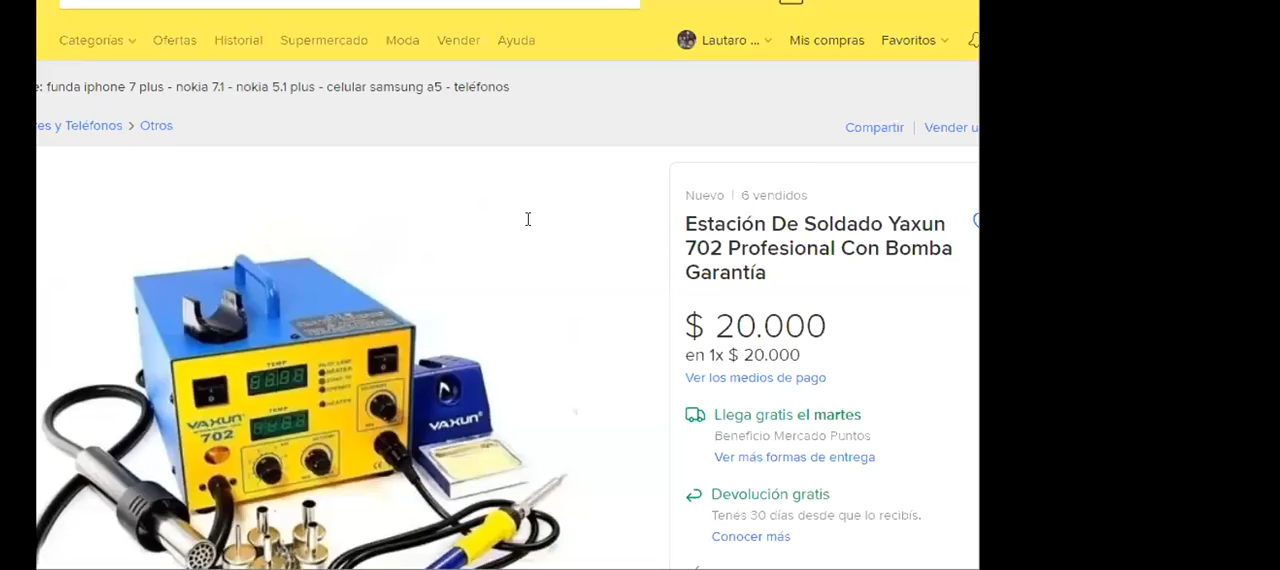 Categorías Ofertas Historial Supermercado Moda Vender Ayuda Lautaro ... Mis compras Favoritos
e: funda iphone 7 plus - nokia 7.1 - nokia 5.1 plus - celular samsung a5 - teléfonos
es y Teléfonos > Otros Compartir | Vender u
Nuevo | 6 vendidos
Estación De Soldado Yaxun
702 Profesional Con Bomba
Garantía
$ 20.000
en 1x $ 20.000
Ver los medios de pago
Llega gratis el martes
Beneficio Mercado Puntos
Ver más formas de entrega
Devolución gratis
Tenés 30 días desde que lo recibís.
Conocer más
TEMP
TEMP
YAXUN
702
YAXUN